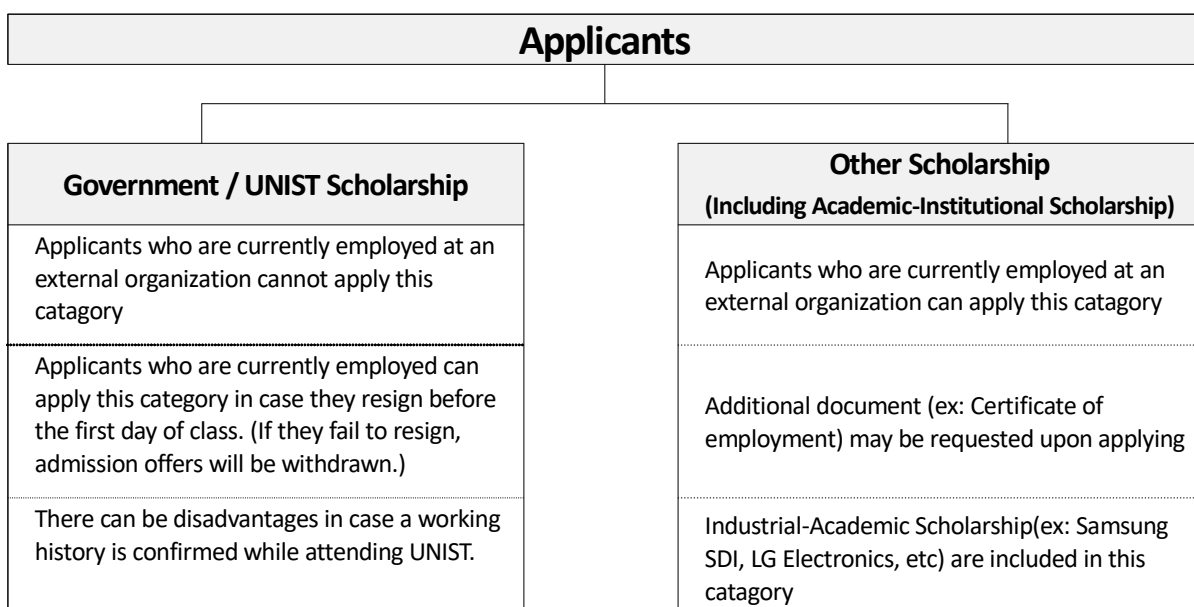 Applicants
Government / UNIST Scholarship
Applicants who are currently employed at an
external organization cannot apply this
catagory
Applicants who are currently employed can
apply this category in case they resign before
the first day of class. (If they fail to resign,
admission offers will be withdrawn.)
There can be disadvantages in case a working
history is confirmed while attending UNIST.
Other Scholarship
(Including Academic-Institutional Scholarship)
Applicants who are currently employed at an
external organization can apply this catagory
Additional document (ex: Certificate of
employment) may be requested upon applying
Industrial-Academic Scholarship(ex: Samsung
SDI, LG Electronics, etc) are included in this
catagory